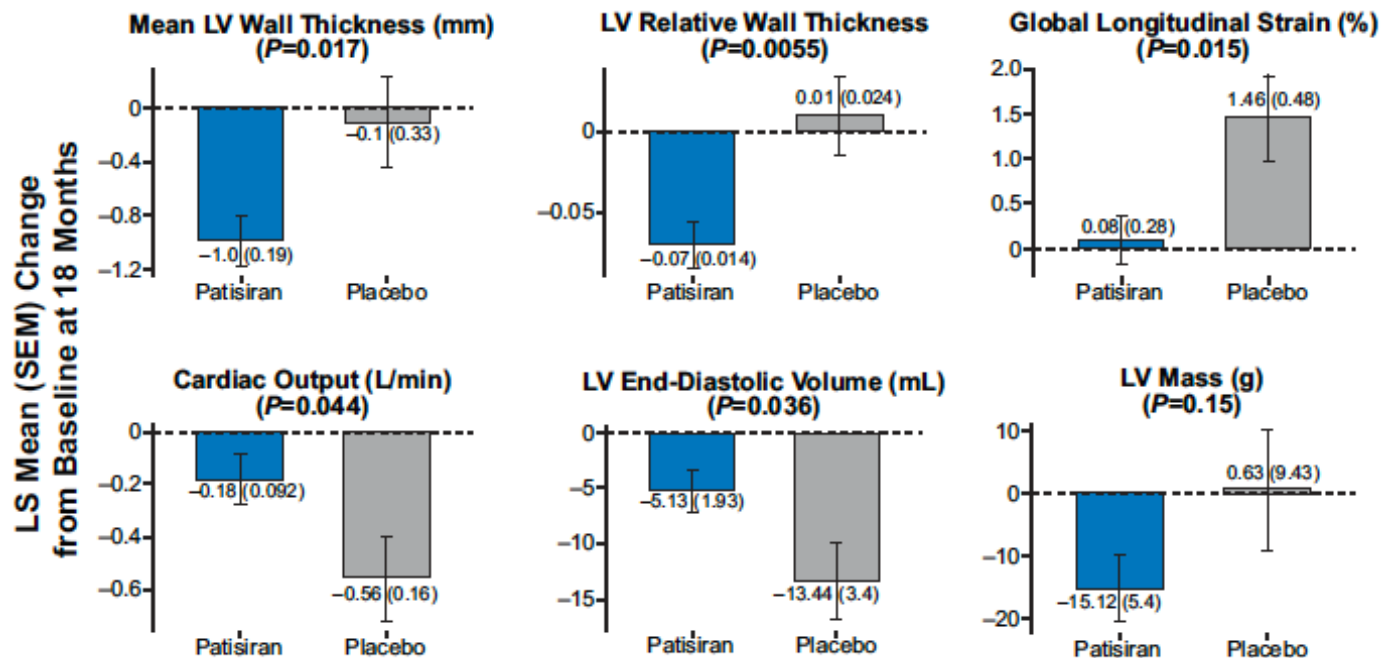 LS Mean (SEM) Change
from Baseline at 18 Months
Mean LV Wall Thickness (mm)
(P=0.017)
0
–0.4
–0.8
–1.2
–1.0 (0.19)
–0.1 (0.33)
Patisiran
Placebo
LV Relative Wall Thickness
(P=0.0055)
0
–0.05
–0.07 (0.014)
0.01 (0.024)
Patisiran
Placebo
Global Longitudinal Strain (%)
(P=0.015)
2.0
1.5
1.0
0.5
0
0.08 (0.28)
1.46 (0.48)
Patisiran
Placebo
Cardiac Output (L/min)
(P=0.044)
0
–0.2
–0.4
–0.6
–0.18 (0.092)
–0.56 (0.16)
Patisiran
Placebo
LV End-Diastolic Volume (mL)
(P=0.036)
0
–5
–10
–15
–5.13 (1.93)
–13.44 (3.4)
Patisiran
Placebo
LV Mass (g)
(P=0.15)
10
0
–10
–20
–15.12 (5.4)
0.63 (9.43)
Patisiran
Placebo